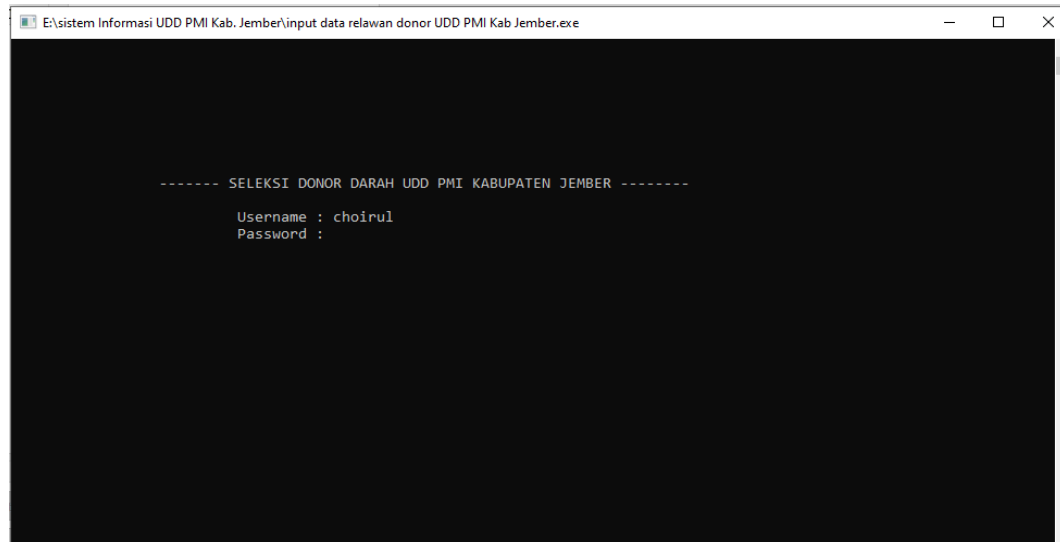 E:\sistem Informasi UDD PMI Kab. Jember\input data relawan donor UDD PMI Kab Jember.exe
------- SELEKSI DONOR DARAH UDD PMI KABUPATEN JEMBER --------
Username : choirul
Password :